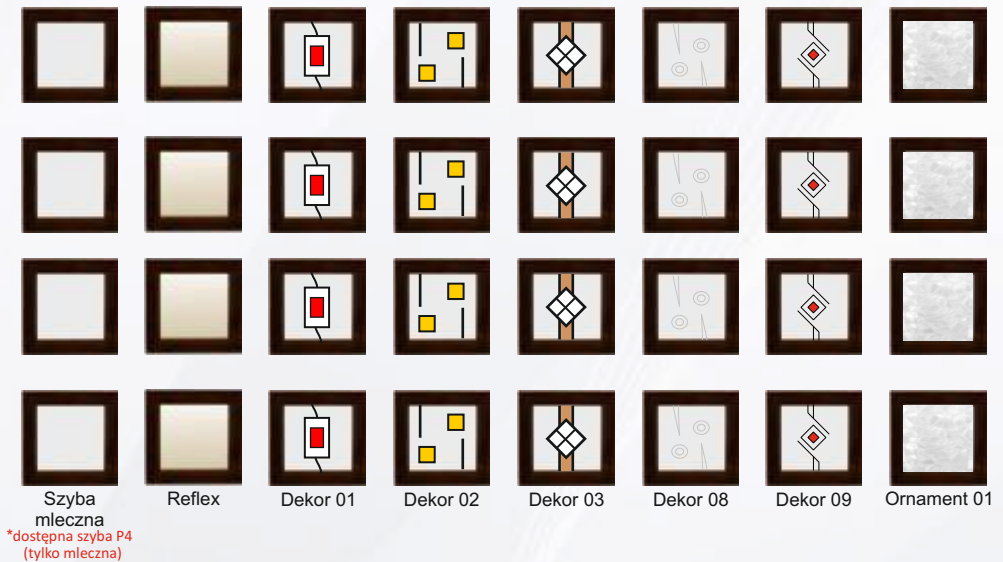 Szyba
mleczna
*dostępna szyba P4
(tylko mleczna)
Reflex
Dekor 01
Dekor 02
Dekor 03
Dekor 08
Dekor 09
Ornament 01